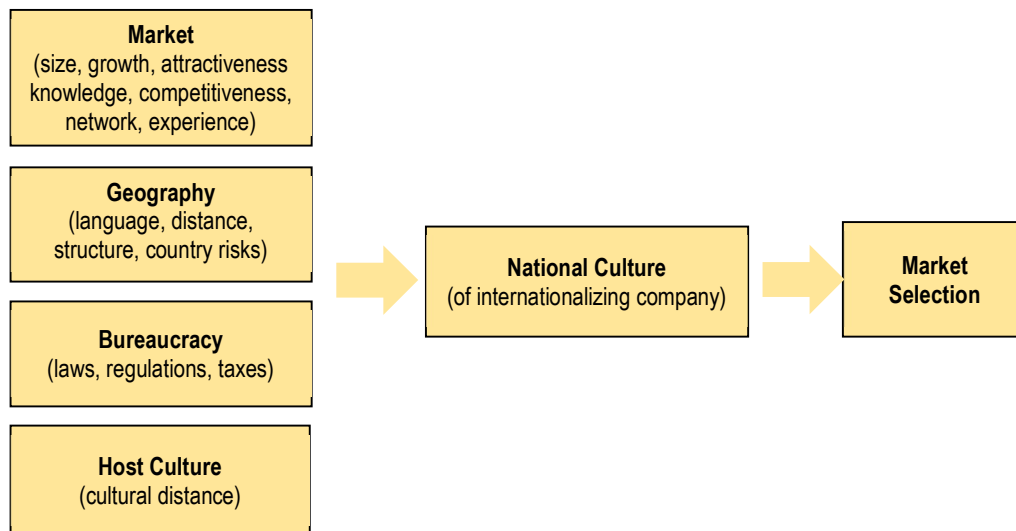 Market
(size, growth, attractiveness
knowledge, competitiveness,
network, experience)
Geography
(language, distance,
structure, country risks)
Bureaucracy
(laws, regulations, taxes)
Host Culture
(cultural distance)
National Culture
(of internationalizing company)
Market
Selection